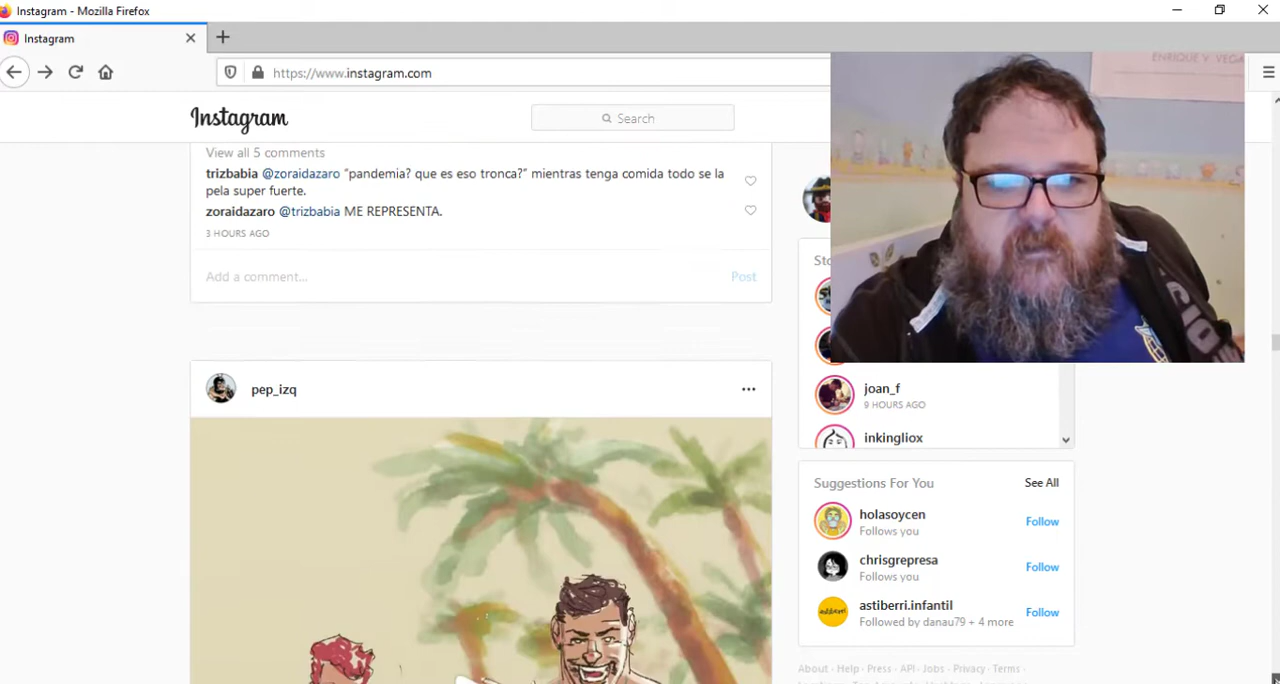 Instagram - Mozilla Firefox
Instagram
https://www.instagram.com
ENRIQUE Y VEGA
Instagram
Search
View all 5 comments
trizbabia @zoraidazaro "pandemia? que es eso tronca?" mientras tenga comida todo se la
pela super fuerte.
zoraidazaro @trizbabia ME REPRESENTA.
3 HOURS AGO
Add a comment... Post
pep_izq
joan_f
9 HOURS AGO
inkingliox
Suggestions For You See All
holasoycen
Follows you
Follow
chrisgrepresa
Follows you
Follow
astiberri.infantil
Followed by danau79 + 4 more
Follow
About · Help · Press · API · Jobs · Privacy · Terms ·